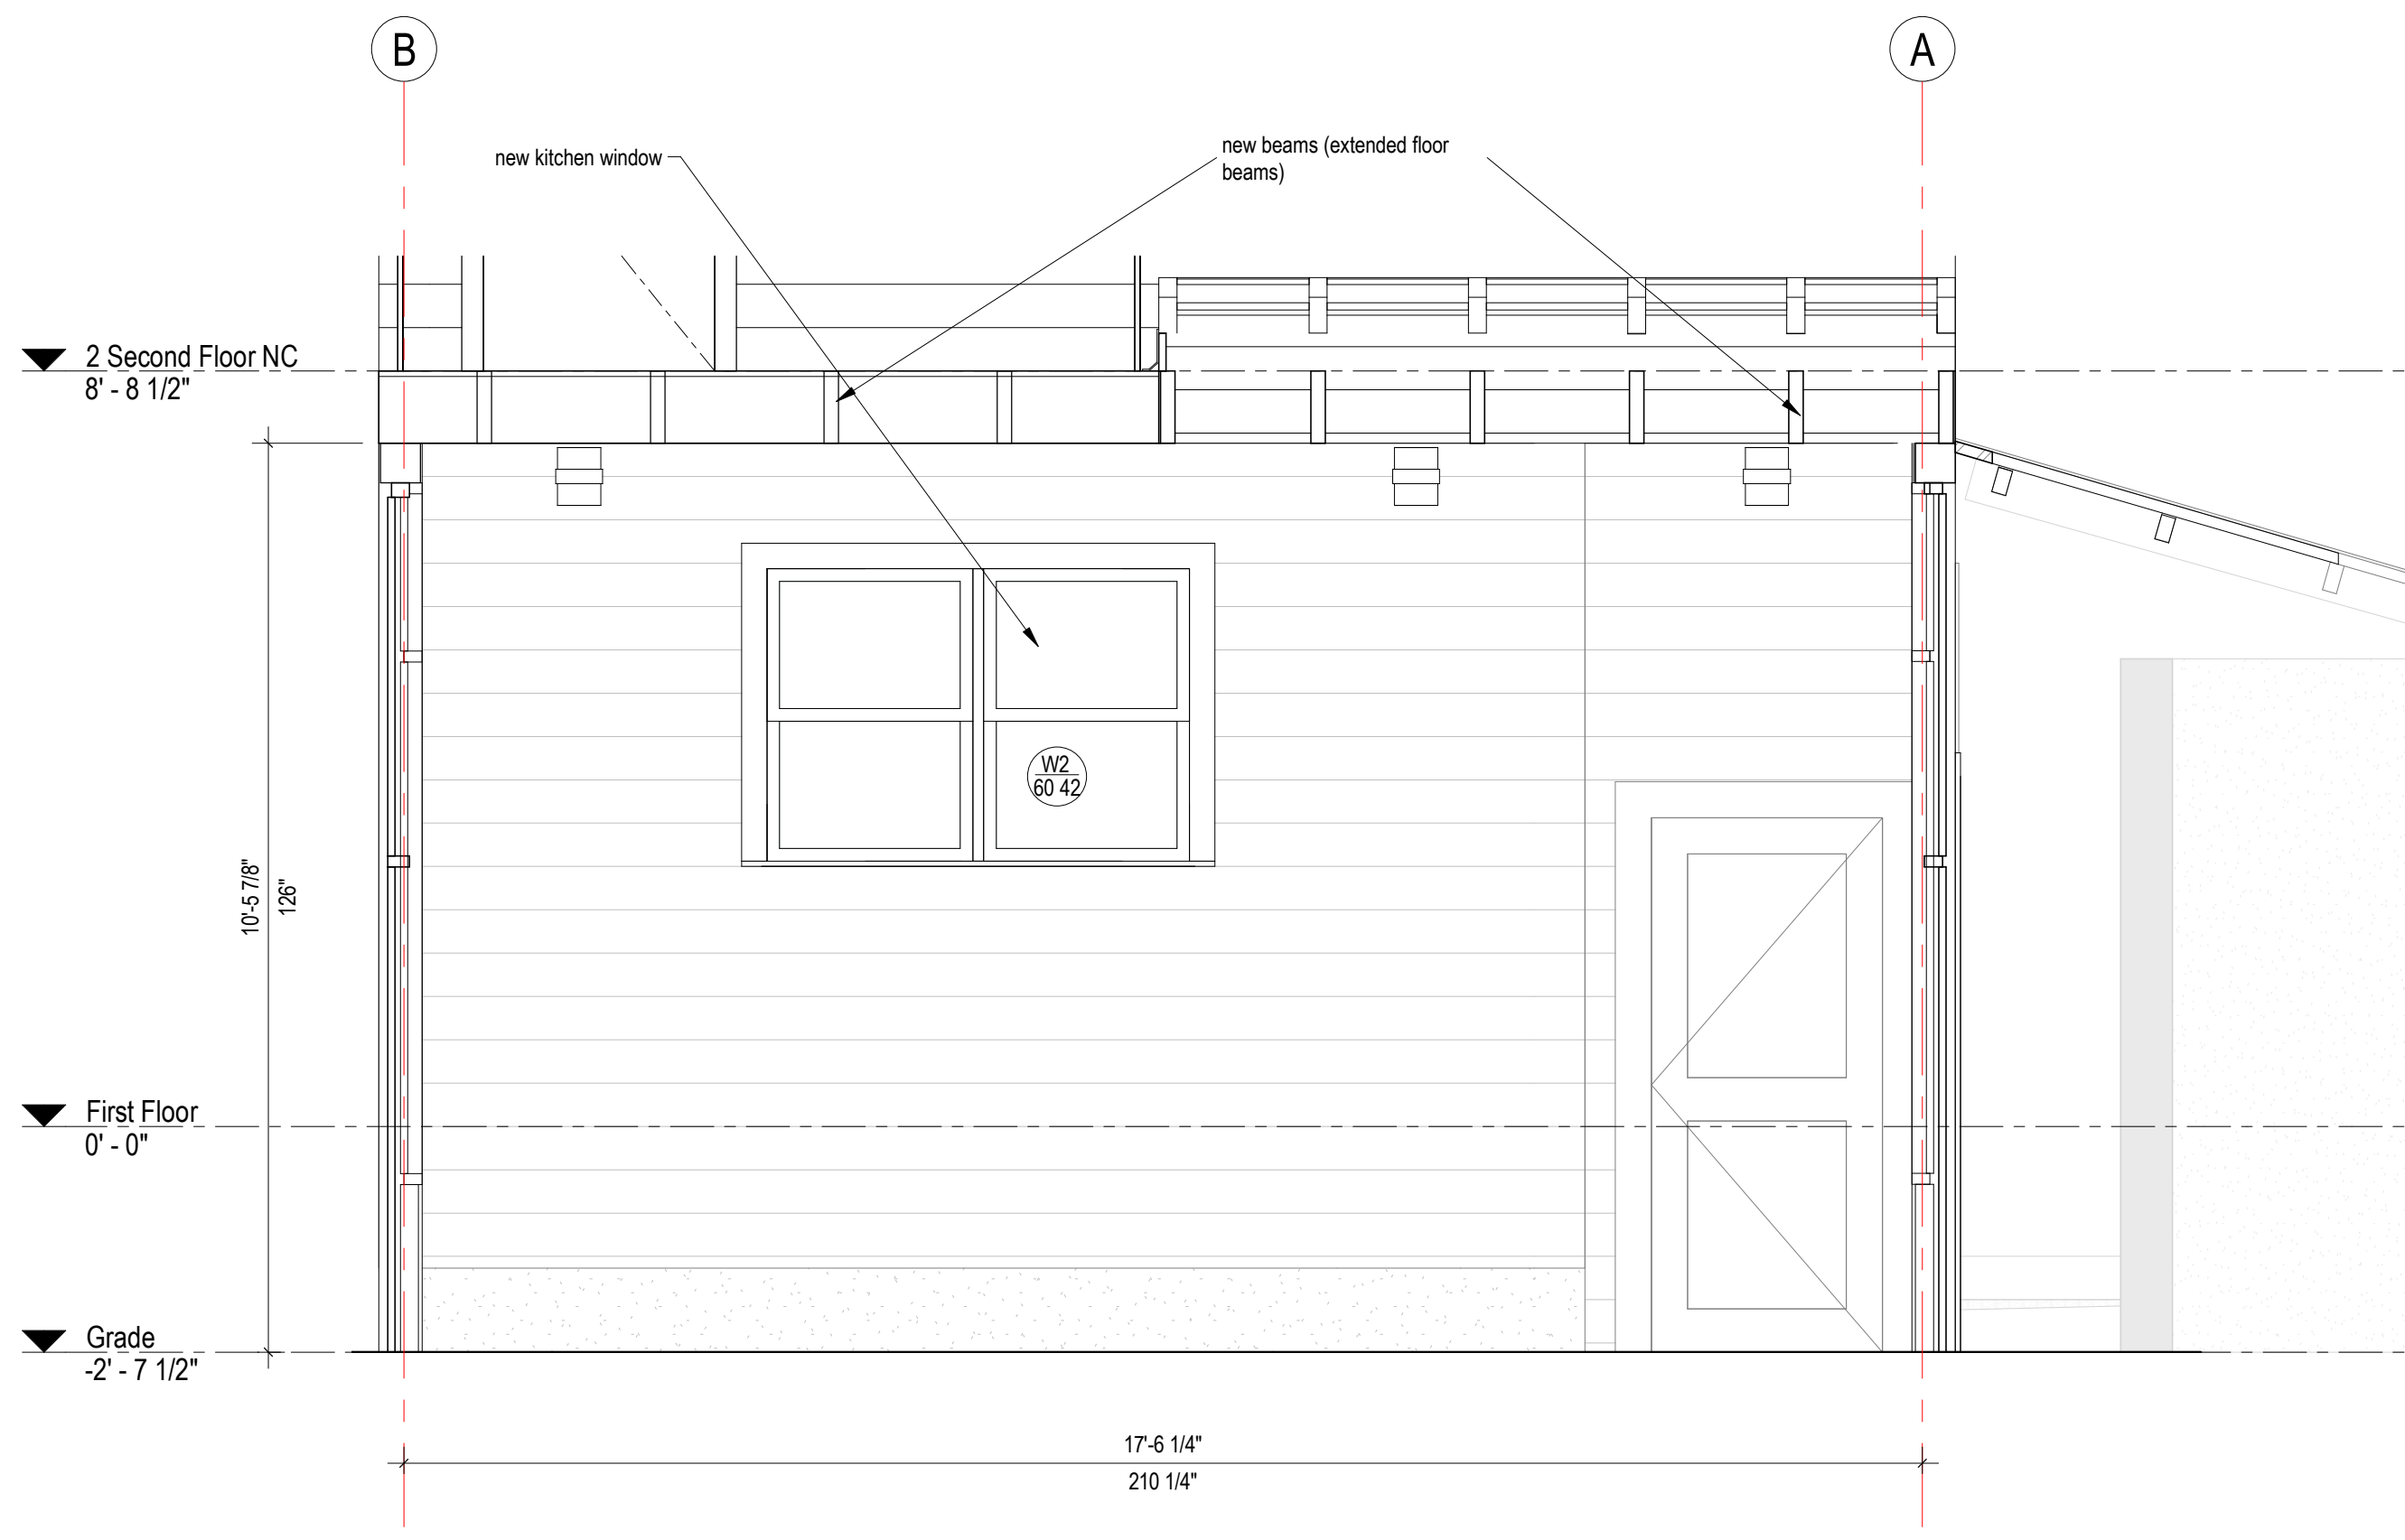 B
A
new kitchen window
new beams (extended floor
beams)
2 Second Floor NC
8' - 8 1/2"
W2
60 42
10'-5 7/8"
126"
First Floor
0' - 0"
Grade
-2' - 7 1/2"
17'-6 1/4"
210 1/4"